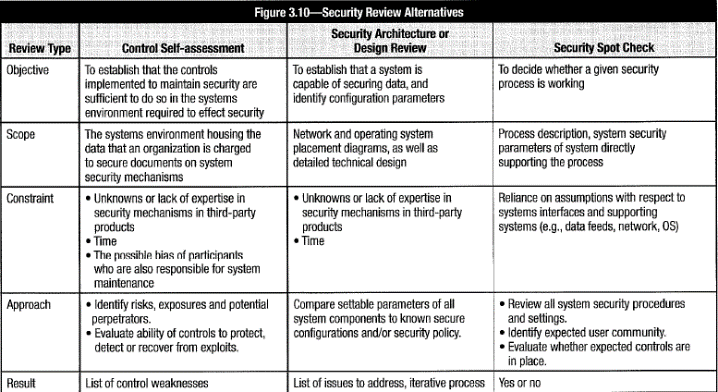 Figure 3.10—Security Review Alternatives
Review Type
Control Self-assessment
Security Architecture or
Design Review
Security Spot Check
Objective
To establish that the controls
implemented to maintain security are
sufficient to do so in the systems
environment required to effect security
To establish that a system is
capable of securing data, and
identify configuration parameters
To decide whether a given security
process is working
Scope
The systems environment housing the
data that an organization is charged
to secure documents on system
security mechanisms
Network and operating system
placement diagrams, as well as
detailed technical design
Process description, system security
parameters of system directly
supporting the process
Constraint
• Unknowns or lack of expertise in
security mechanisms in third-party
products
• Time
• The possible bias of participants
who are also responsible for system
maintenance
• Unknowns or lack of expertise in
security mechanisms in third-party
products
• Time
Reliance on assumptions with respect to
systems interfaces and supporting
systems (e.g., data feeds, network, OS)
Approach
• Identify risks, exposures and potential
perpetrators.
• Evaluate ability of controls to protect,
detect or recover from exploits.
Compare settable parameters of all
system components to known secure
configurations and/or security policy.
• Review all system security procedures
and settings.
• Identify expected user community.
• Evaluate whether expected controls are
in place.
Result
List of control weaknesses
List of issues to address, iterative process
Yes or no